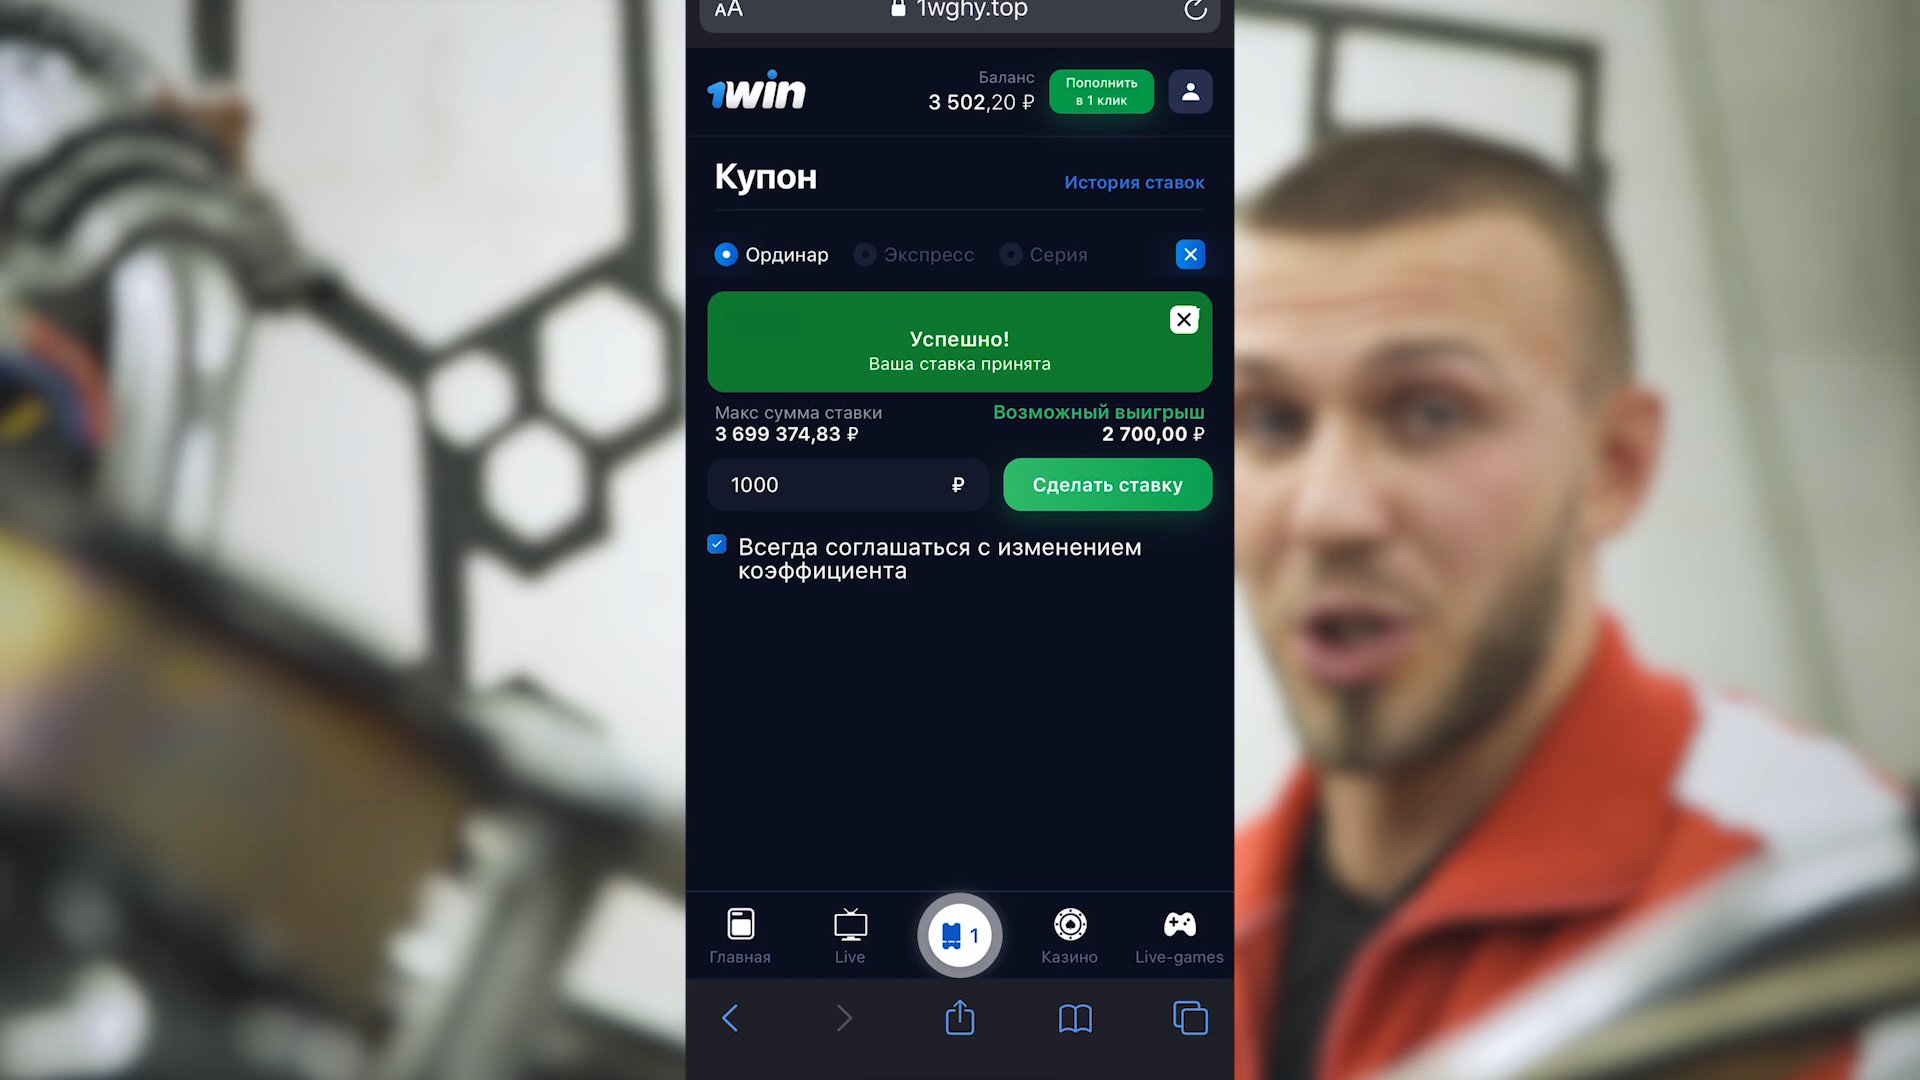 AA
1wghy.top
1win
Баланс
3 502,20 ₽
Пополнить
в 1 клик
Купон
История ставок
Ординар
Экспресс
Серия
Успешно!
Ваша ставка принята
Макс сумма ставки
Возможный выигрыш
3 699 374,83 ₽
2 700,00 ₽
1000 ₽
Сделать ставку
Всегда соглашаться с изменением
коэффициента
1
Главная
Live
Казино
Live-games